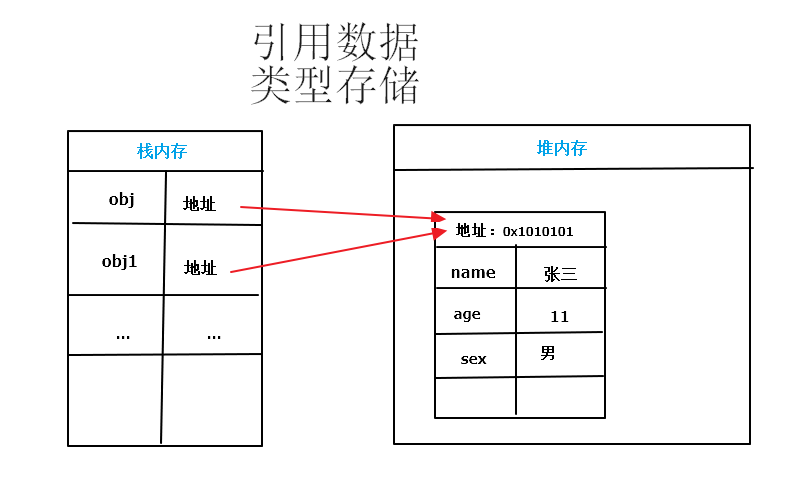 引用数据
类型存储
栈内存
obj 地址
obj1 地址
... ...
堆内存
地址：0x1010101
name 张三
age 11
sex 男